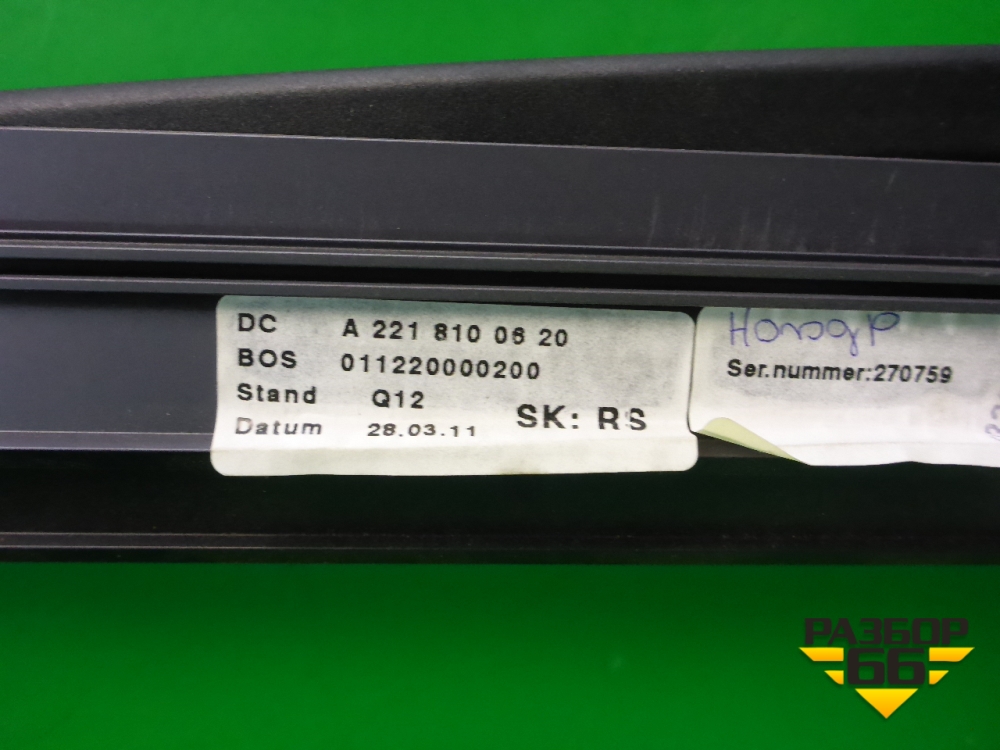 DC A 221 810 06 20
BOS 011220000200
Stand Q12
SK: RS
Datum 28.03.11
Ser.nummer:270759
РАЗБОР
66